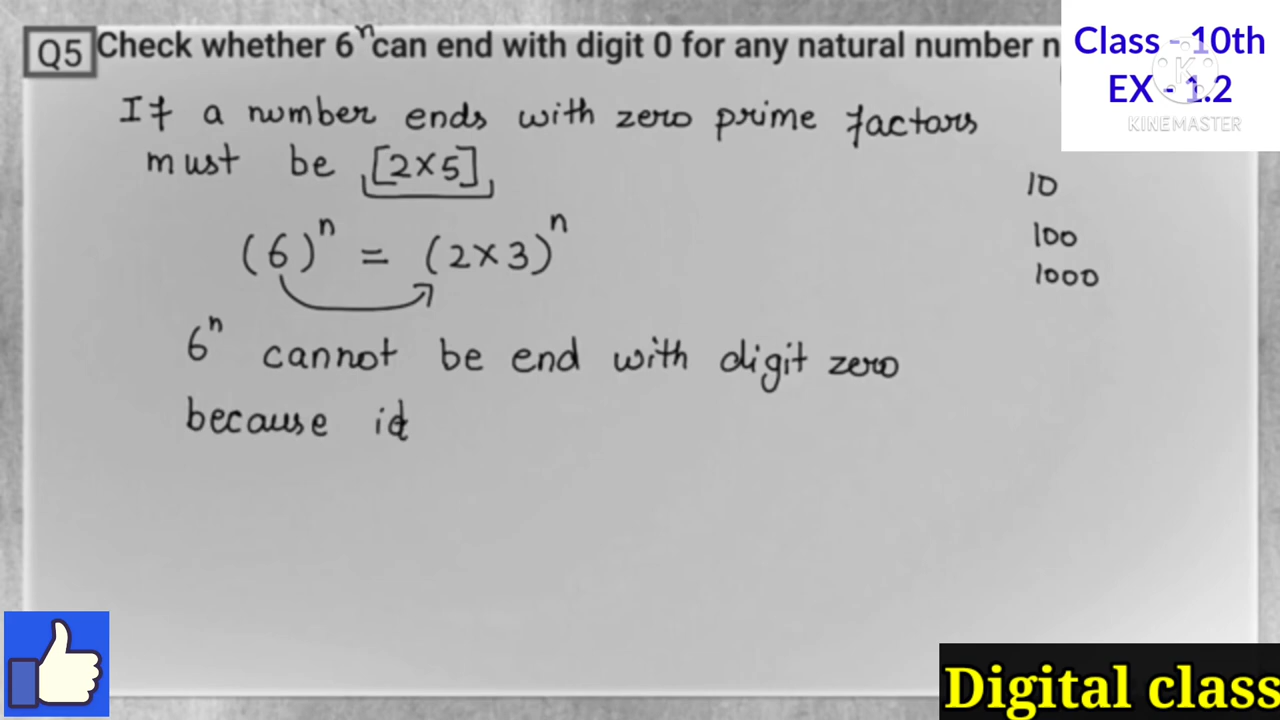 Q5 Check whether 6ⁿ can end with digit 0 for any natural number n
Class - 10th
EX - 1.2
KINEMASTER
If a number ends with zero prime factors
must be [2×5]
10
(6)ⁿ = (2×3)ⁿ
100
1000
6ⁿ cannot be end with digit zero
because
Digital class